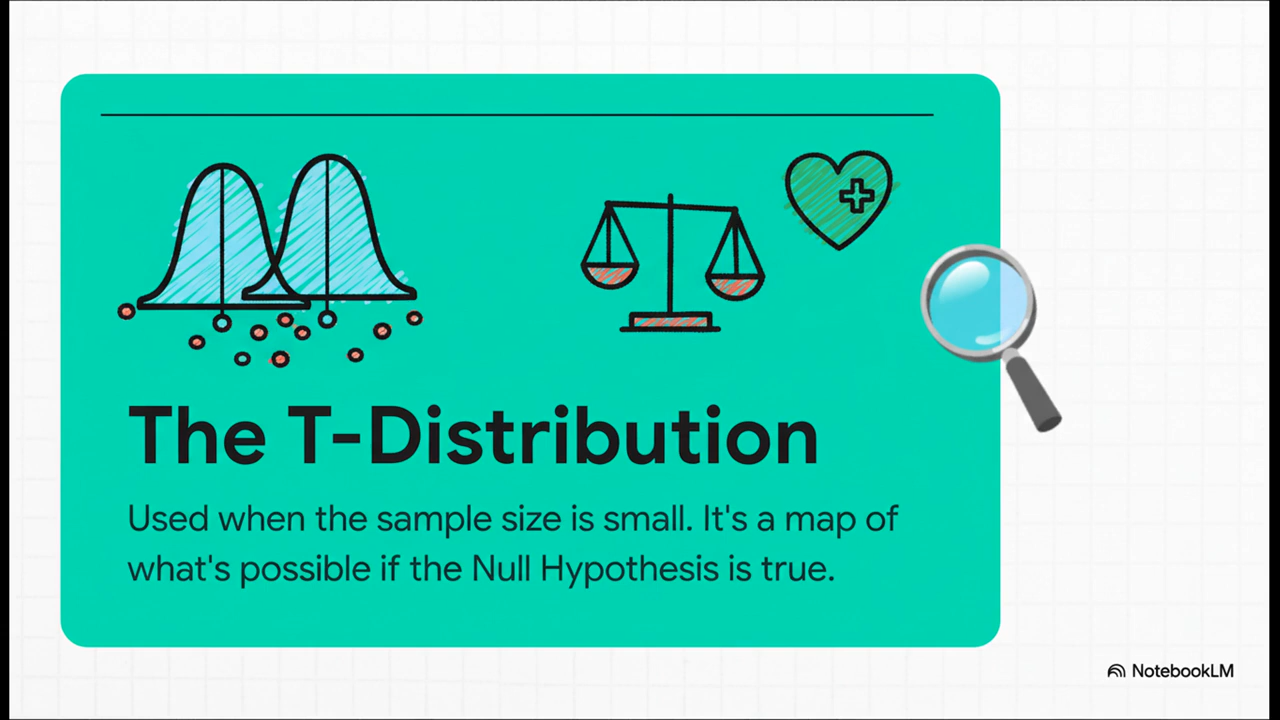 The T-Distribution
Used when the sample size is small. It's a map of
what's possible if the Null Hypothesis is true.
NotebookLM